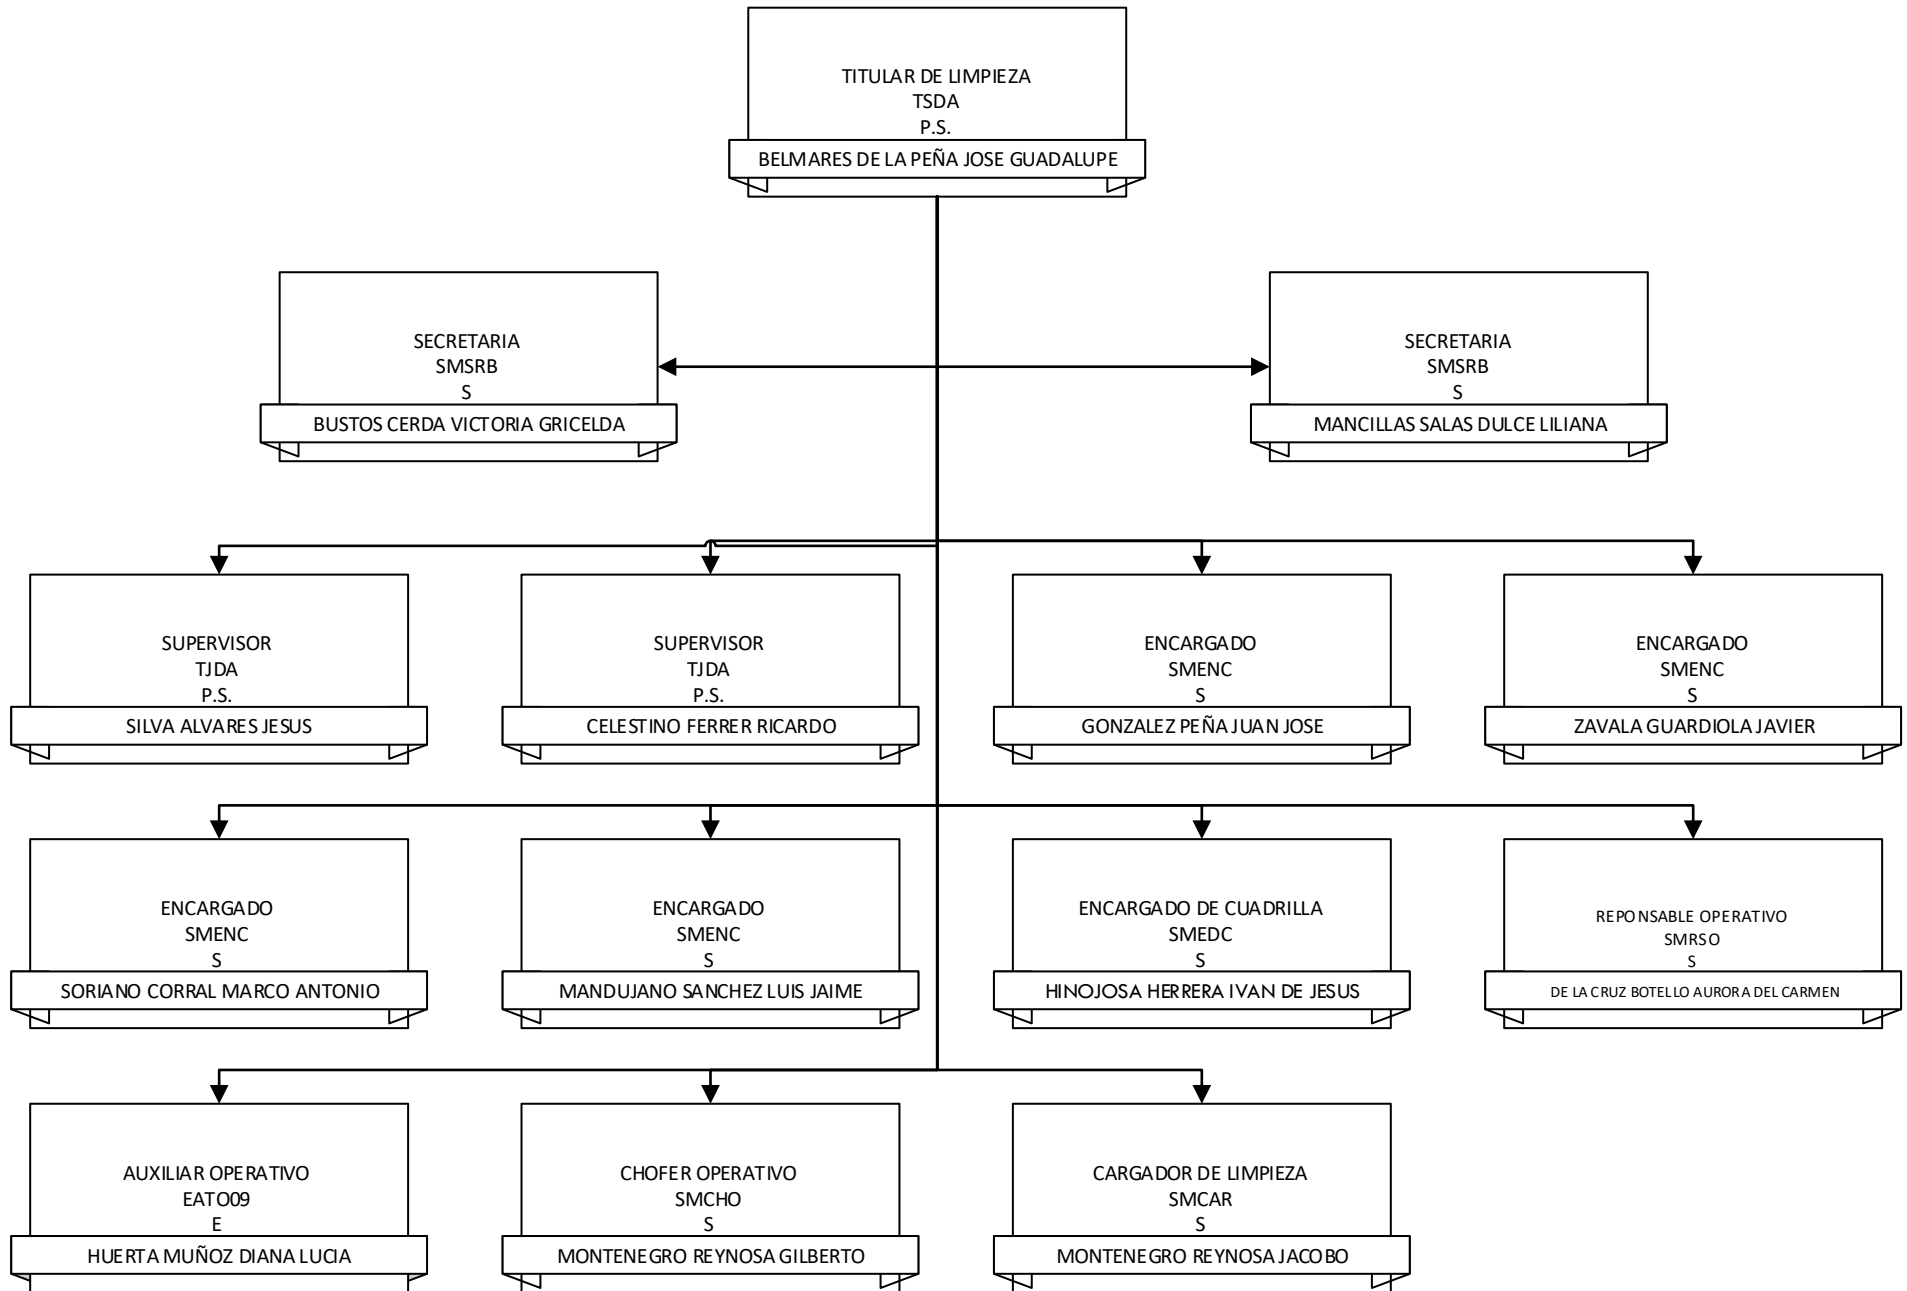 TITULAR DE LIMPIEZA
TSDA
P.S.
BELMARES DE LA PEÑA JOSE GUADALUPE
SECRETARIA
SMSRB
S
BUSTOS CERDA VICTORIA GRICELDA
SECRETARIA
SMSRB
S
MANCILLAS SALAS DULCE LILIANA
SUPERVISOR
TJDA
P.S.
SILVA ALVARES JESUS
SUPERVISOR
TJDA
P.S.
CELESTINO FERRER RICARDO
ENCARGADO
SMENC
S
GONZALEZ PEÑA JUAN JOSE
ENCARGADO
SMENC
S
ZAVALA GUARDIOLA JAVIER
ENCARGADO
SMENC
S
SORIANO CORRAL MARCO ANTONIO
ENCARGADO
SMENC
S
MANDUJANO SANCHEZ LUIS JAIME
ENCARGADO DE CUADRILLA
SMEDC
S
HINOJOSA HERRERA IVAN DE JESUS
REPONSABLE OPERATIVO
SMRSO
S
DE LA CRUZ BOTELLO AURORA DEL CARMEN
AUXILIAR OPERATIVO
EATO09
E
HUERTA MUÑOZ DIANA LUCIA
CHOFER OPERATIVO
SMCHO
S
MONTENEGRO REYNOSA GILBERTO
CARGADOR DE LIMPIEZA
SMCAR
S
MONTENEGRO REYNOSA JACOBO